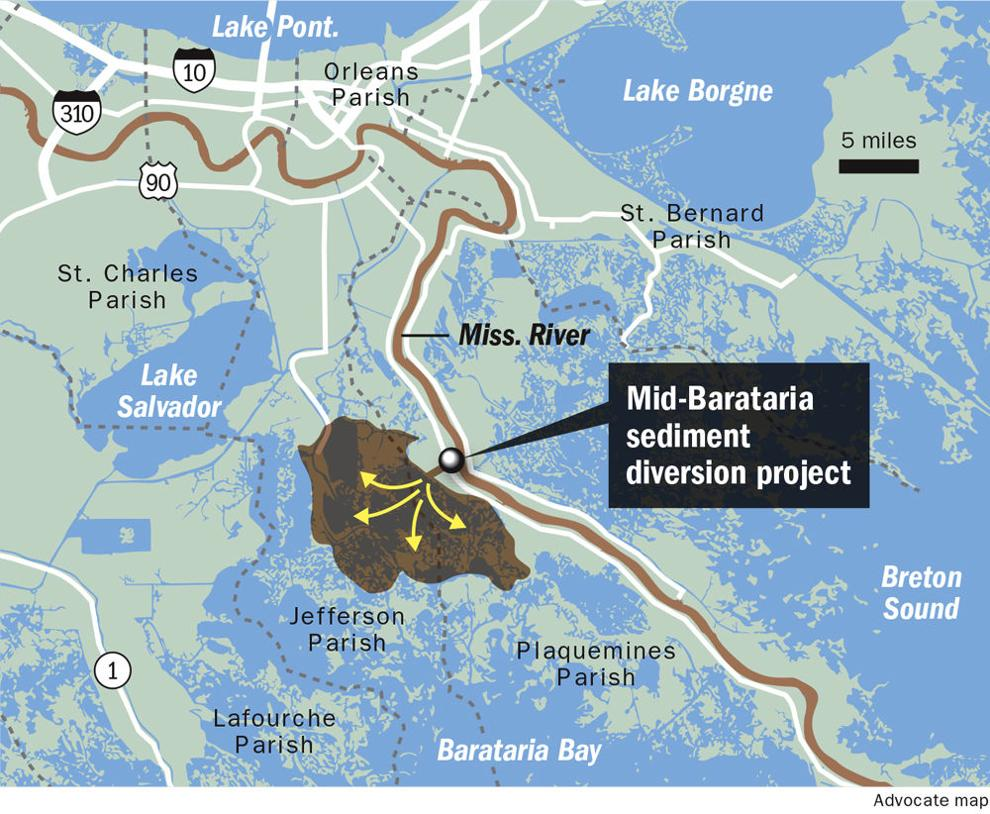 Lake Pont.
10
Orleans
Parish
310
Lake Borgne
5 miles
90
St. Bernard
Parish
St. Charles
Parish
Miss. River
Lake
Salvador
Mid-Barataria
sediment
diversion project
Breton
Sound
Jefferson
Parish
Plaquemines
Parish
1
Lafourche
Parish
Barataria Bay
Advocate map